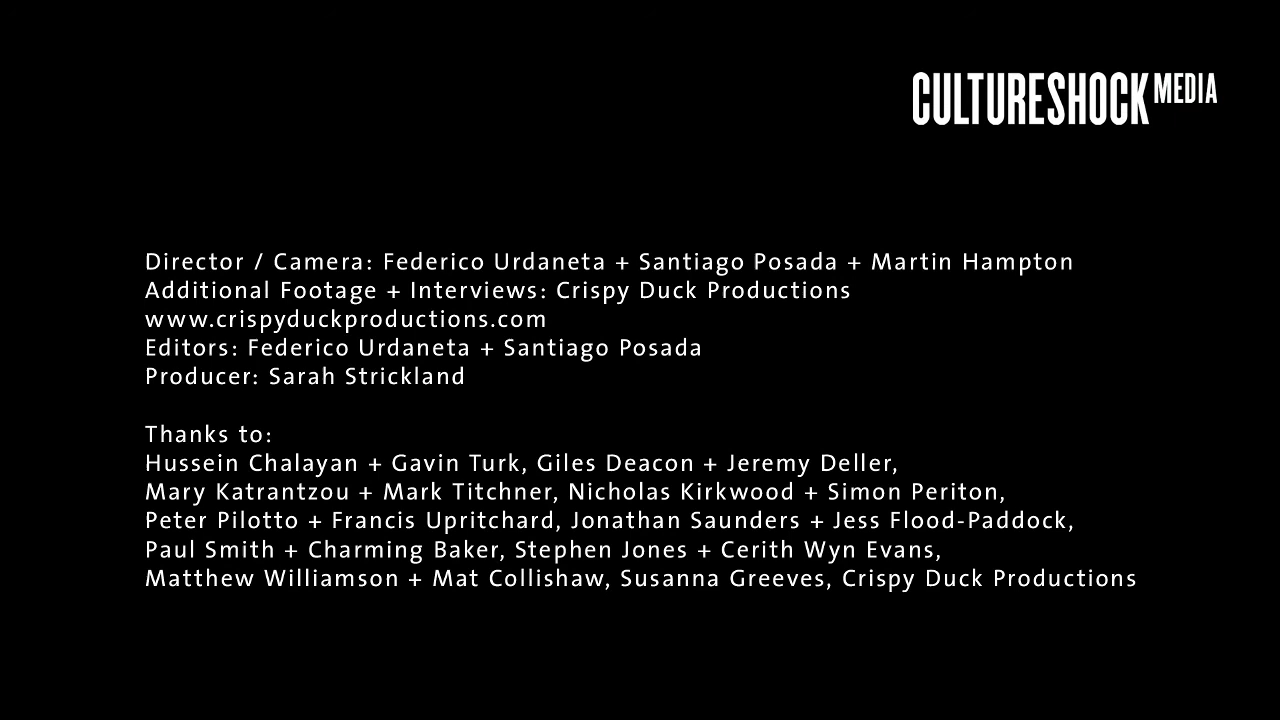 CULTURESHOCK MEDIA
Director / Camera: Federico Urdaneta + Santiago Posada + Martin Hampton
Additional Footage + Interviews: Crispy Duck Productions
www.crispyduckproductions.com
Editors: Federico Urdaneta + Santiago Posada
Producer: Sarah Strickland
Thanks to:
Hussein Chalayan + Gavin Turk, Giles Deacon + Jeremy Deller,
Mary Katrantzou + Mark Titchner, Nicholas Kirkwood + Simon Periton,
Peter Pilotto + Francis Upritchard, Jonathan Saunders + Jess Flood-Paddock,
Paul Smith + Charming Baker, Stephen Jones + Cerith Wyn Evans,
Matthew Williamson + Mat Collishaw, Susanna Greeves, Crispy Duck Productions